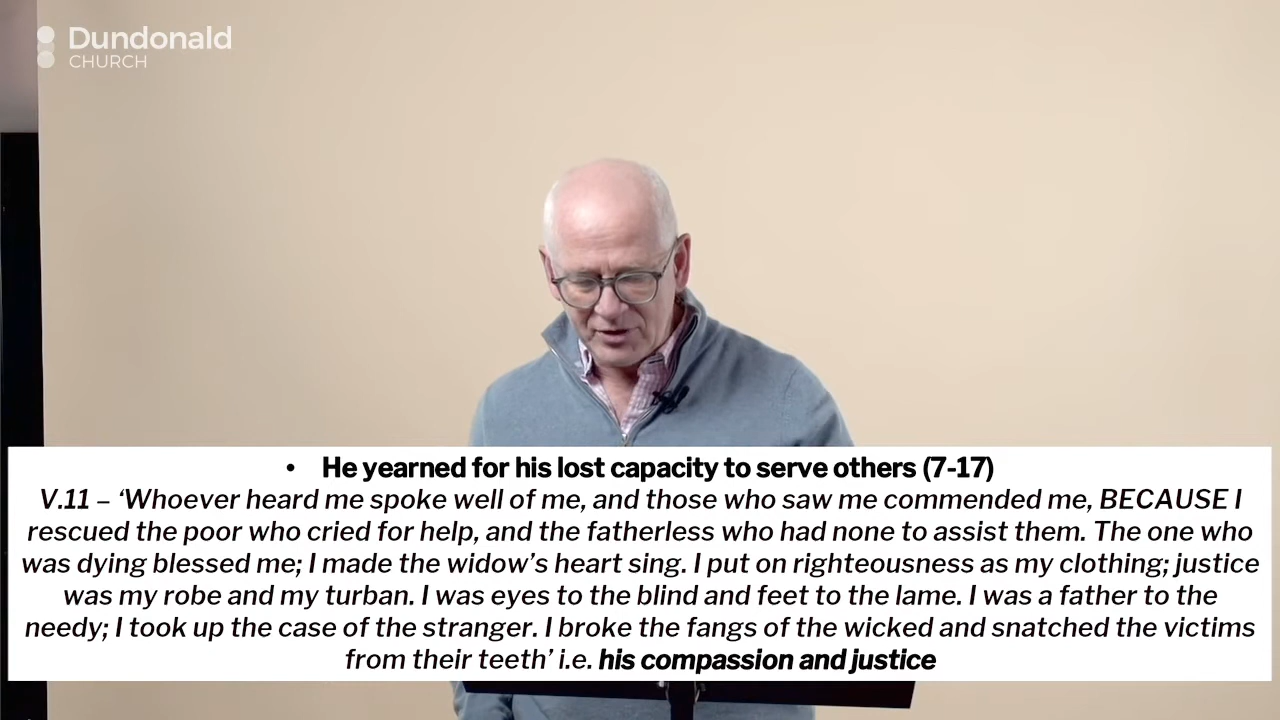 Dundonald
CHURCH
• He yearned for his lost capacity to serve others (7-17)
V.11 – ‘Whoever heard me spoke well of me, and those who saw me commended me, BECAUSE I
rescued the poor who cried for help, and the fatherless who had none to assist them. The one who
was dying blessed me; I made the widow’s heart sing. I put on righteousness as my clothing; justice
was my robe and my turban. I was eyes to the blind and feet to the lame. I was a father to the
needy; I took up the case of the stranger. I broke the fangs of the wicked and snatched the victims
from their teeth’ i.e. his compassion and justice